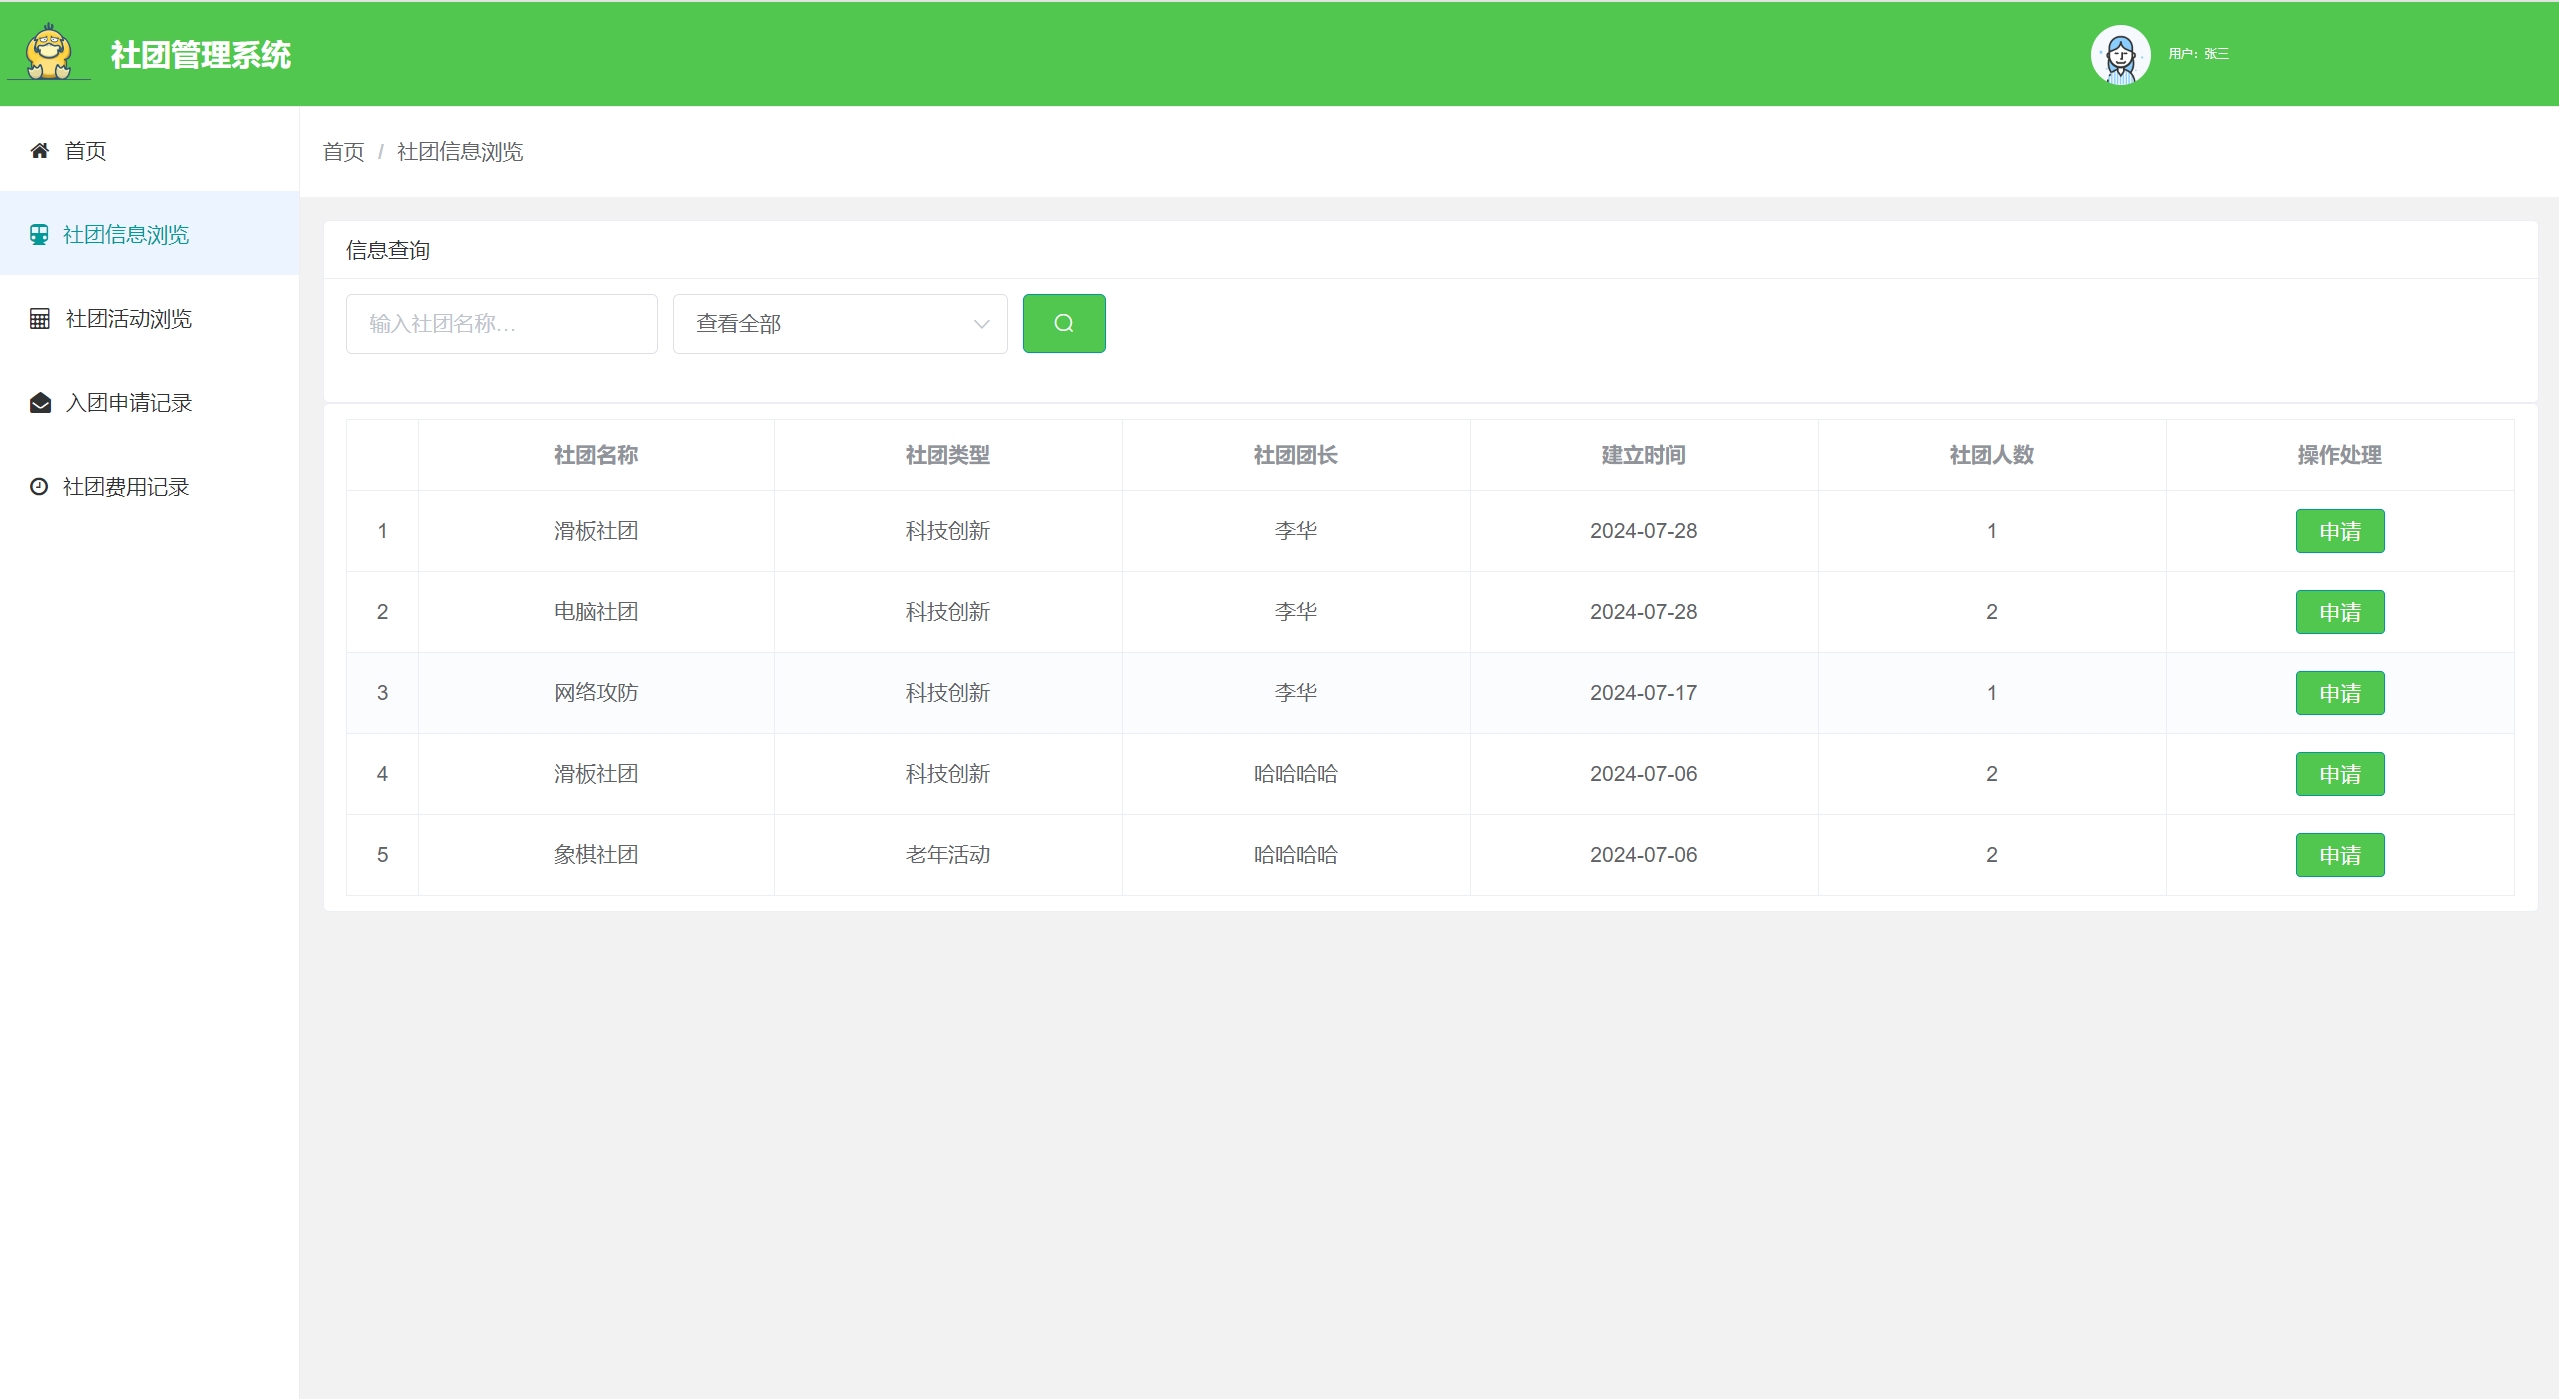 社团管理系统
用户：张三
首页
社团信息浏览
社团活动浏览
入团申请记录
社团费用记录
首页 / 社团信息浏览
信息查询
输入社团名称...
查看全部
社团名称 社团类型 社团团长 建立时间 社团人数 操作处理
1 滑板社团 科技创新 李华 2024-07-28 1 申请
2 电脑社团 科技创新 李华 2024-07-28 2 申请
3 网络攻防 科技创新 李华 2024-07-17 1 申请
4 滑板社团 科技创新 哈哈哈哈 2024-07-06 2 申请
5 象棋社团 老年活动 哈哈哈哈 2024-07-06 2 申请